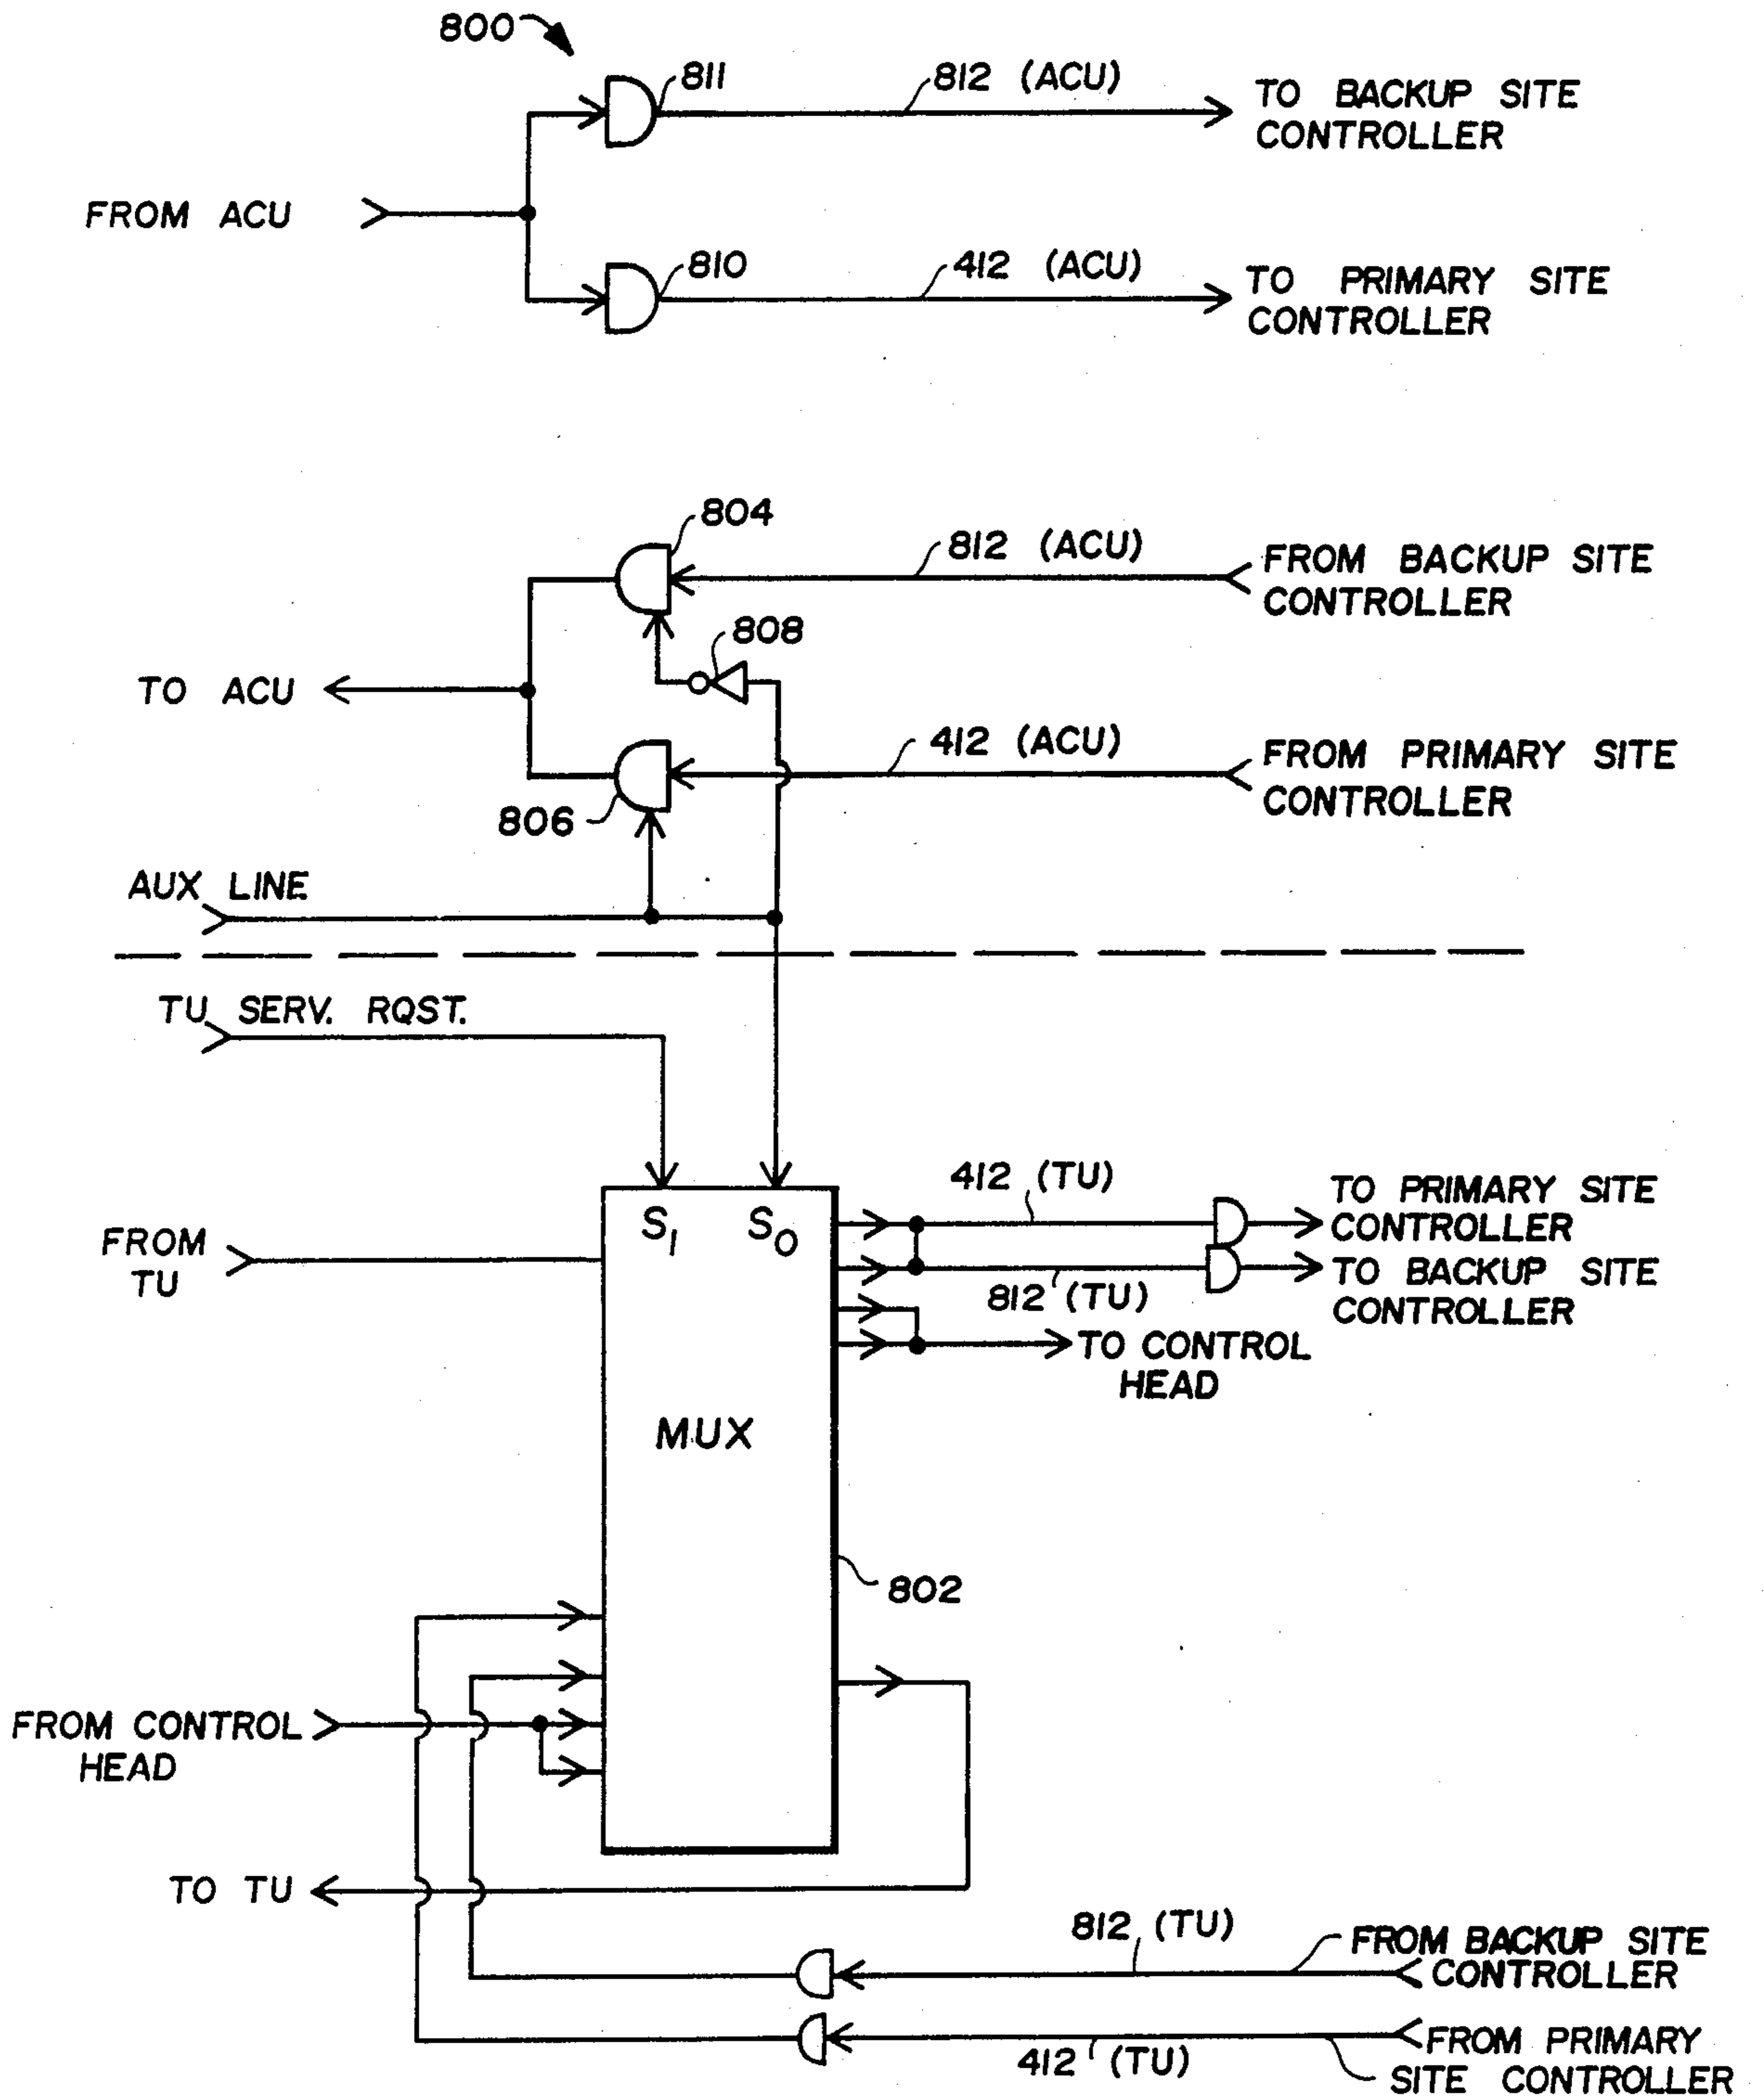 800
811
812 (ACU)
TO BACKUP SITE
CONTROLLER
FROM ACU
810
412 (ACU)
TO PRIMARY SITE
CONTROLLER
804
812 (ACU)
FROM BACKUP SITE
CONTROLLER
808
TO ACU
412 (ACU)
FROM PRIMARY SITE
CONTROLLER
806
AUX LINE
TU SERV. RQST.
S1 S0
412 (TU)
TO PRIMARY SITE
CONTROLLER
FROM
TU
812 (TU)
TO BACKUP SITE
CONTROLLER
TO CONTROL
HEAD
MUX
802
FROM CONTROL
HEAD
TO TU
812 (TU)
FROM BACKUP SITE
CONTROLLER
412 (TU)
FROM PRIMARY
SITE CONTROLLER